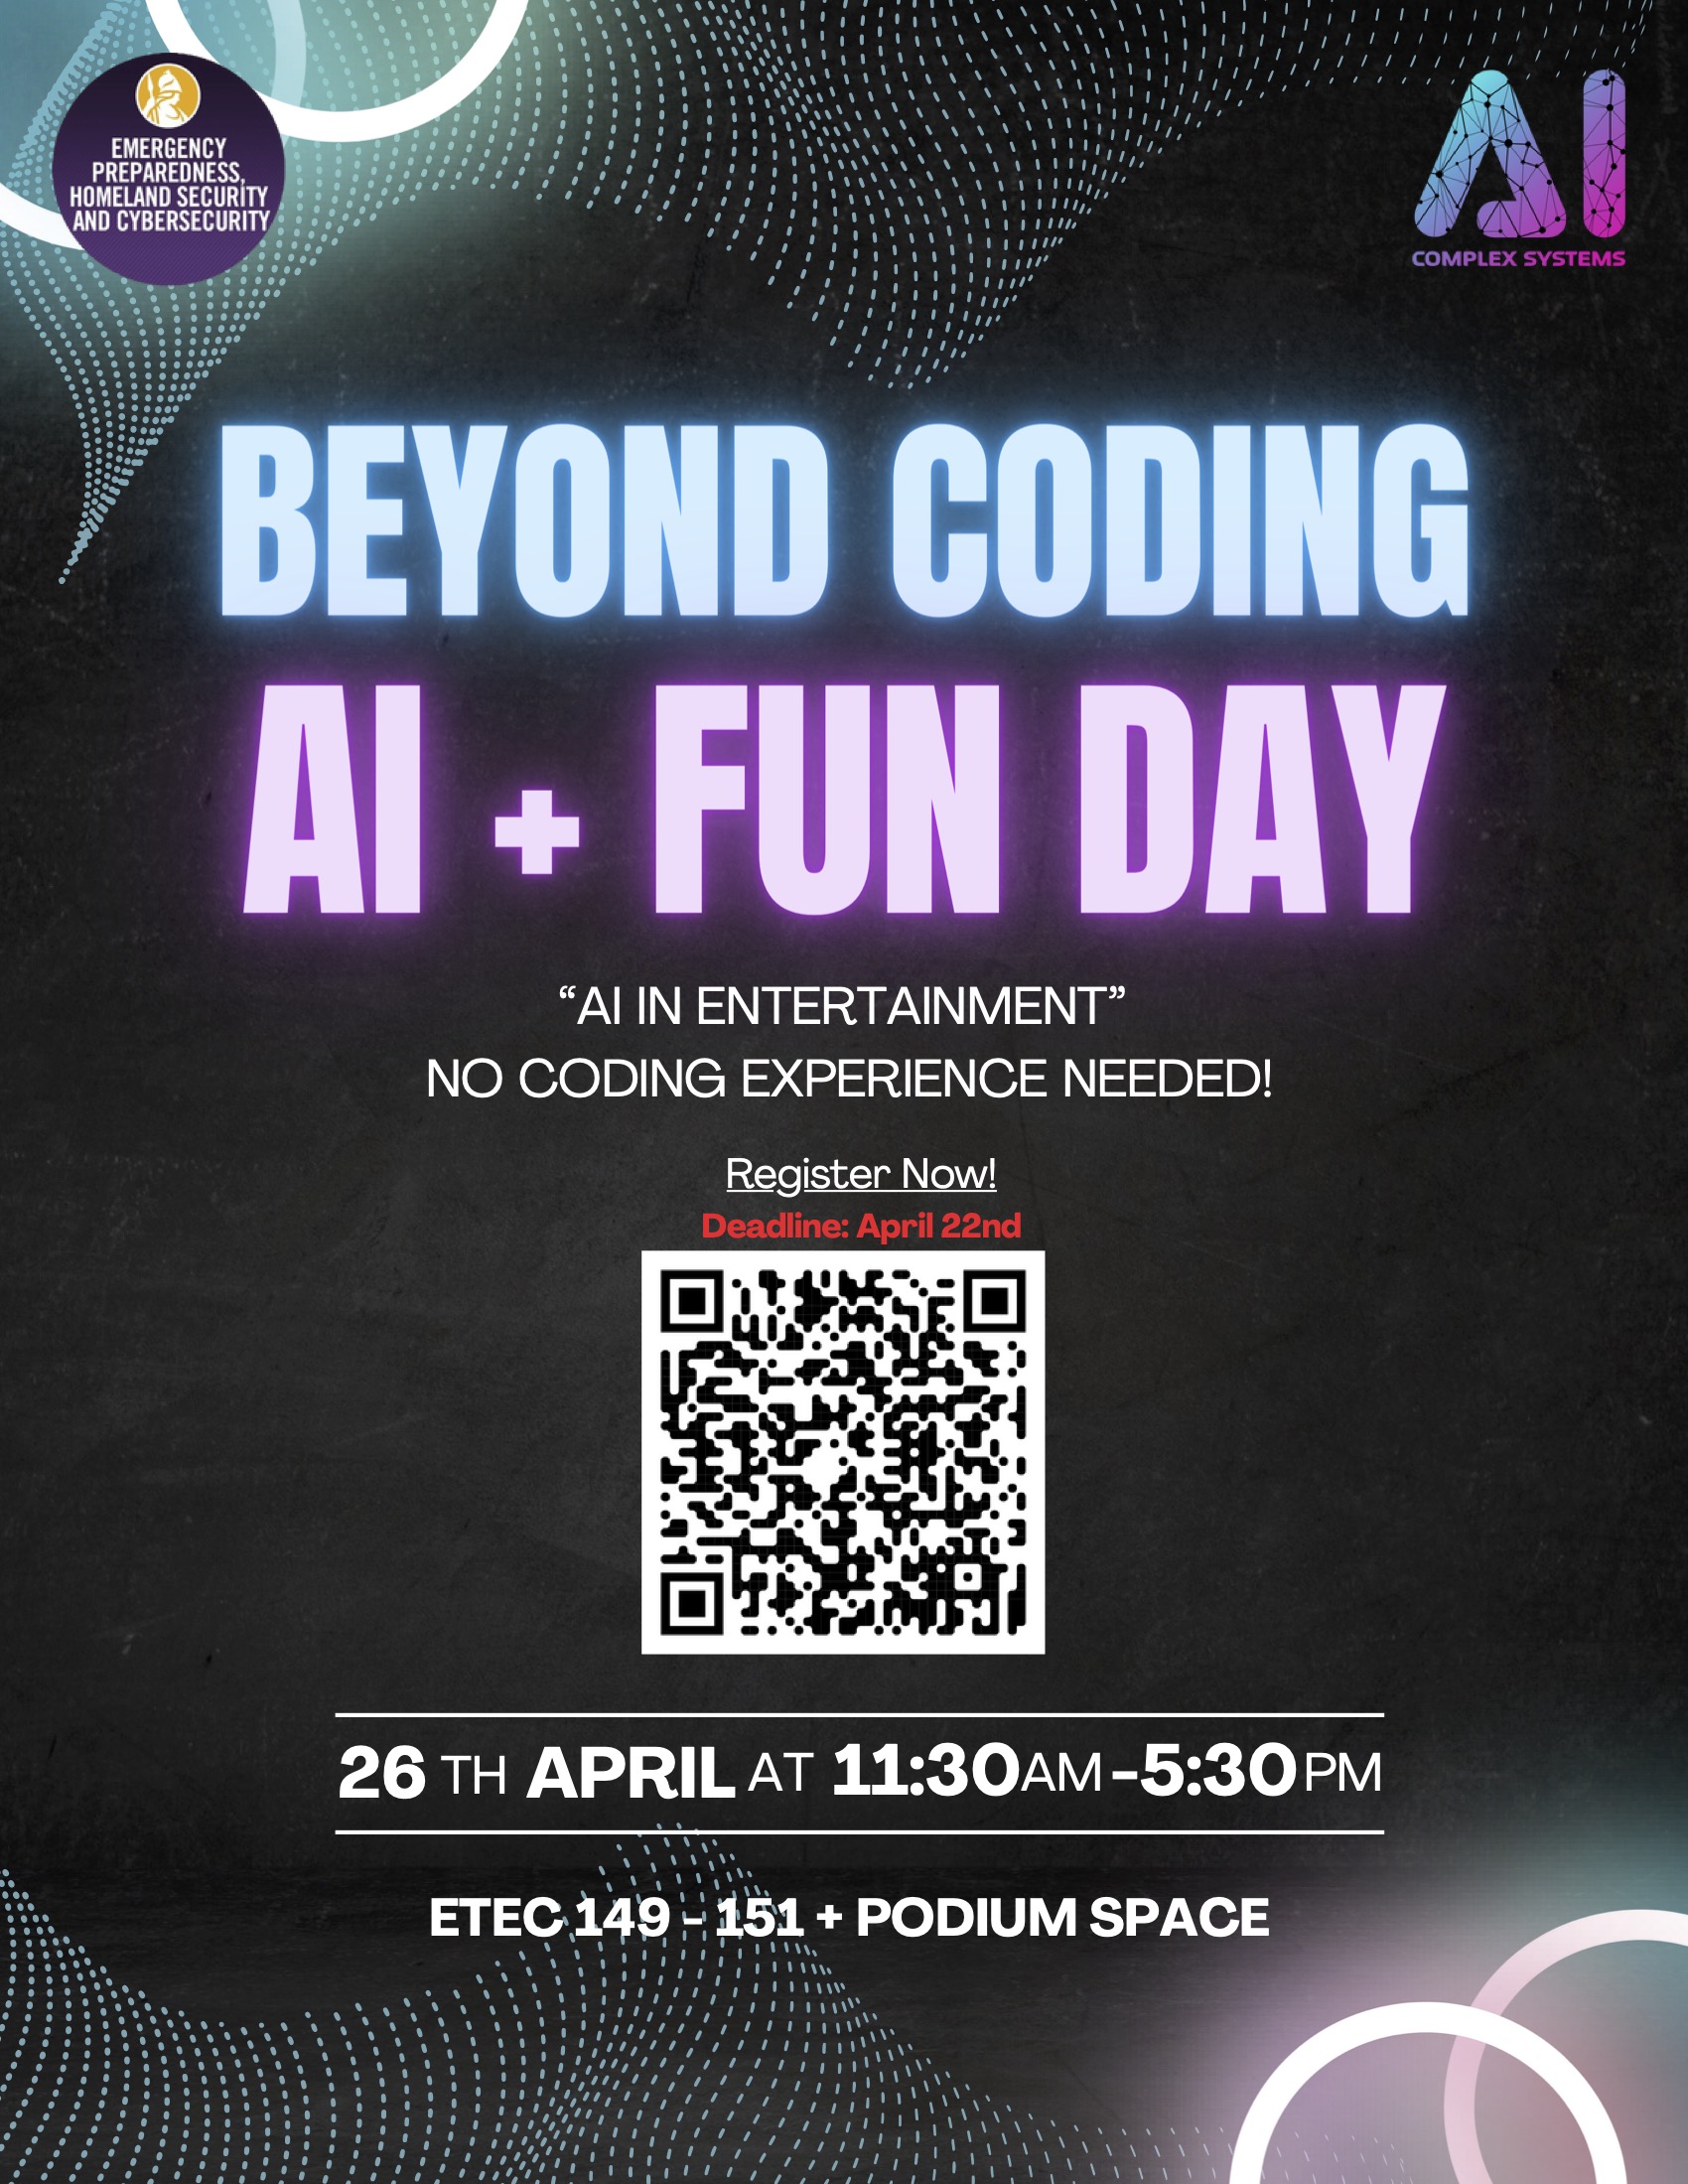 EMERGENCY
PREPAREDNESS,
HOMELAND SECURITY
AND CYBERSECURITY
AI
COMPLEX SYSTEMS
BEYOND CODING
AI + FUN DAY
“AI IN ENTERTAINMENT”
NO CODING EXPERIENCE NEEDED!
Register Now!
Deadline: April 22nd
26 TH APRIL AT 11:30AM-5:30PM
ETEC 149 - 151 + PODIUM SPACE